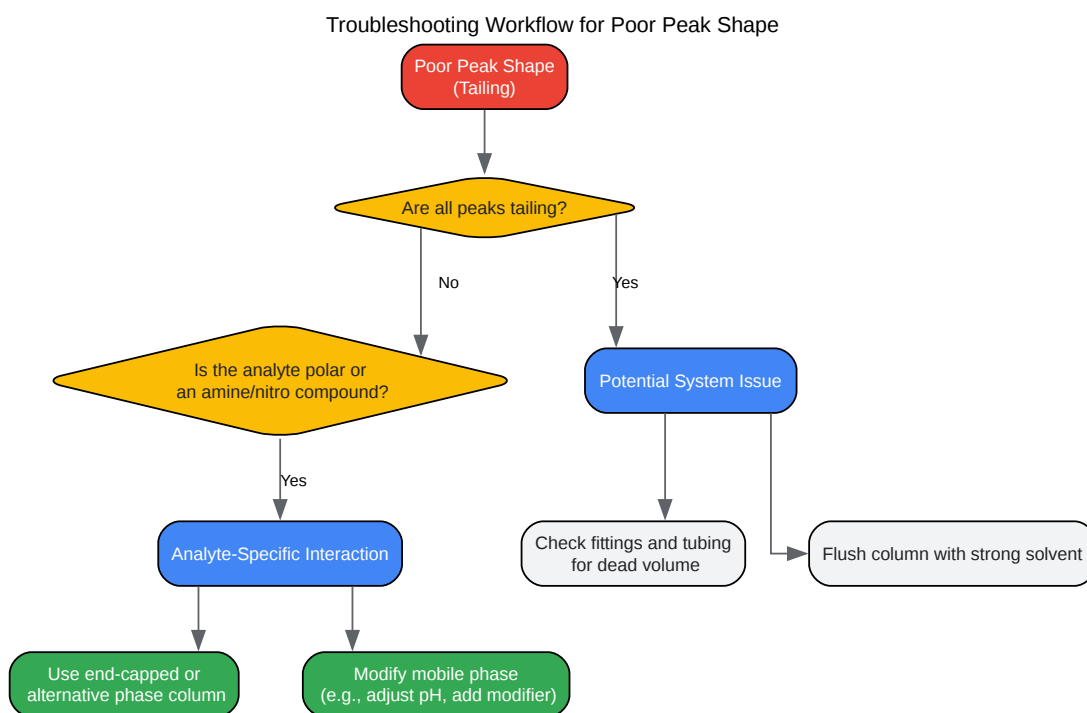 Troubleshooting Workflow for Poor Peak Shape
Poor Peak Shape
(Tailing)
Are all peaks tailing?
No
Yes
Is the analyte polar or
an amine/nitro compound?
Potential System Issue
Yes
Analyte-Specific Interaction
Check fittings and tubing
for dead volume
Flush column with strong solvent
Use end-capped or
alternative phase column
Modify mobile phase
(e.g., adjust pH, add modifier)